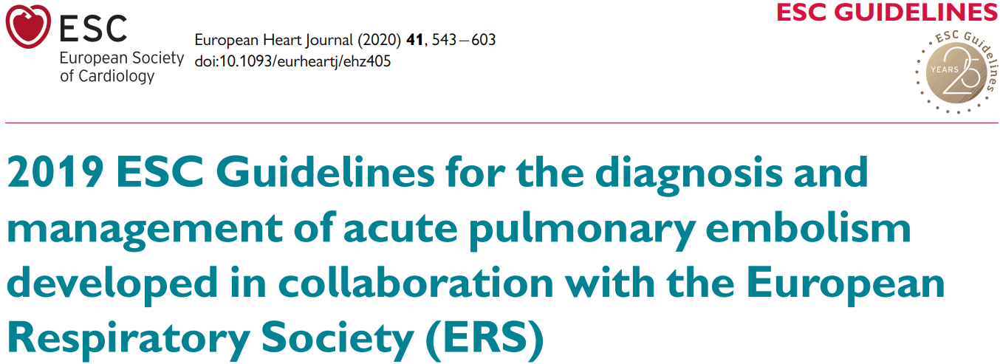 ESC
European Society
of Cardiology
European Heart Journal (2020) 41, 543–603
doi:10.1093/eurheartj/ehz405
ESC GUIDELINES
ESC Guidelines
YEARS 25
2019 ESC Guidelines for the diagnosis and
management of acute pulmonary embolism
developed in collaboration with the European
Respiratory Society (ERS)